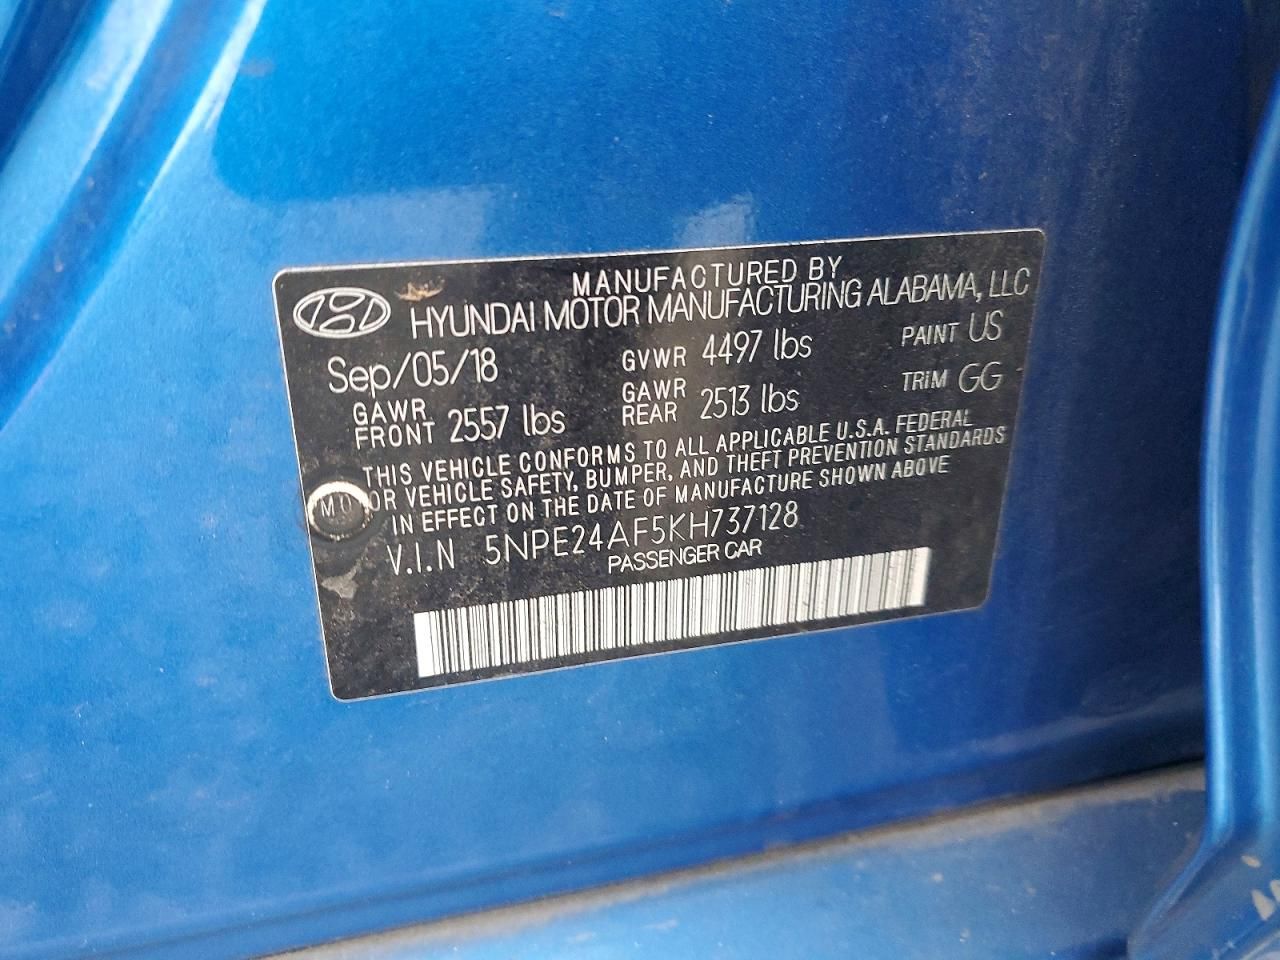 MANUFACTURED BY
HYUNDAI MOTOR MANUFACTURING ALABAMA, LLC
Sep/05/18 GVWR 4497 lbs PAINT US
GAWR FRONT 2557 lbs GAWR REAR 2513 lbs TRIM GG
THIS VEHICLE CONFORMS TO ALL APPLICABLE U.S.A. FEDERAL
OR VEHICLE SAFETY, BUMPER, AND THEFT PREVENTION STANDARDS
IN EFFECT ON THE DATE OF MANUFACTURE SHOWN ABOVE
V.I.N 5NPE24AF5KH737128
PASSENGER CAR